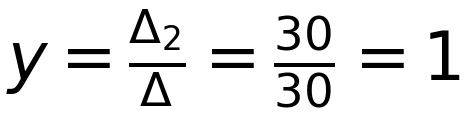 y = Δ₂/Δ = 30/30 = 1